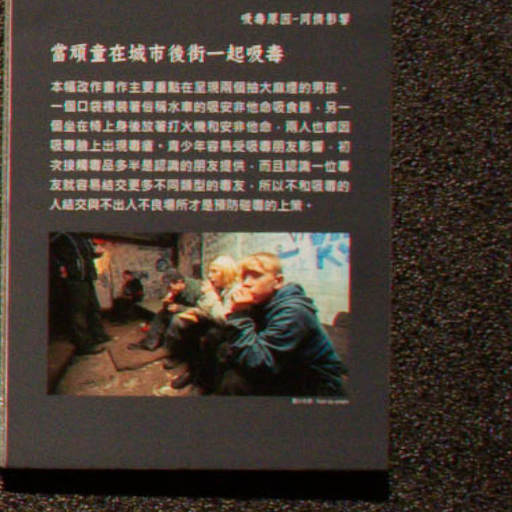 吸毒原因-同儕影響
當頑童在城市後街一起吸毒
本幅改作畫作主要重點在呈現兩個抽大麻煙的男孩，
一個口袋裡裝著俗稱水車的吸安非他命吸食器，另一
個坐在椅上身後放著打火機和安非他命，兩人也都因
吸毒臉上出現毒瘡。青少年容易受吸毒朋友影響，初
次接觸毒品多半是認識的朋友提供，而且認識一位毒
友就容易結交更多不同類型的毒友，所以不和吸毒的
人結交與不出入不良場所才是預防碰毒的上策。